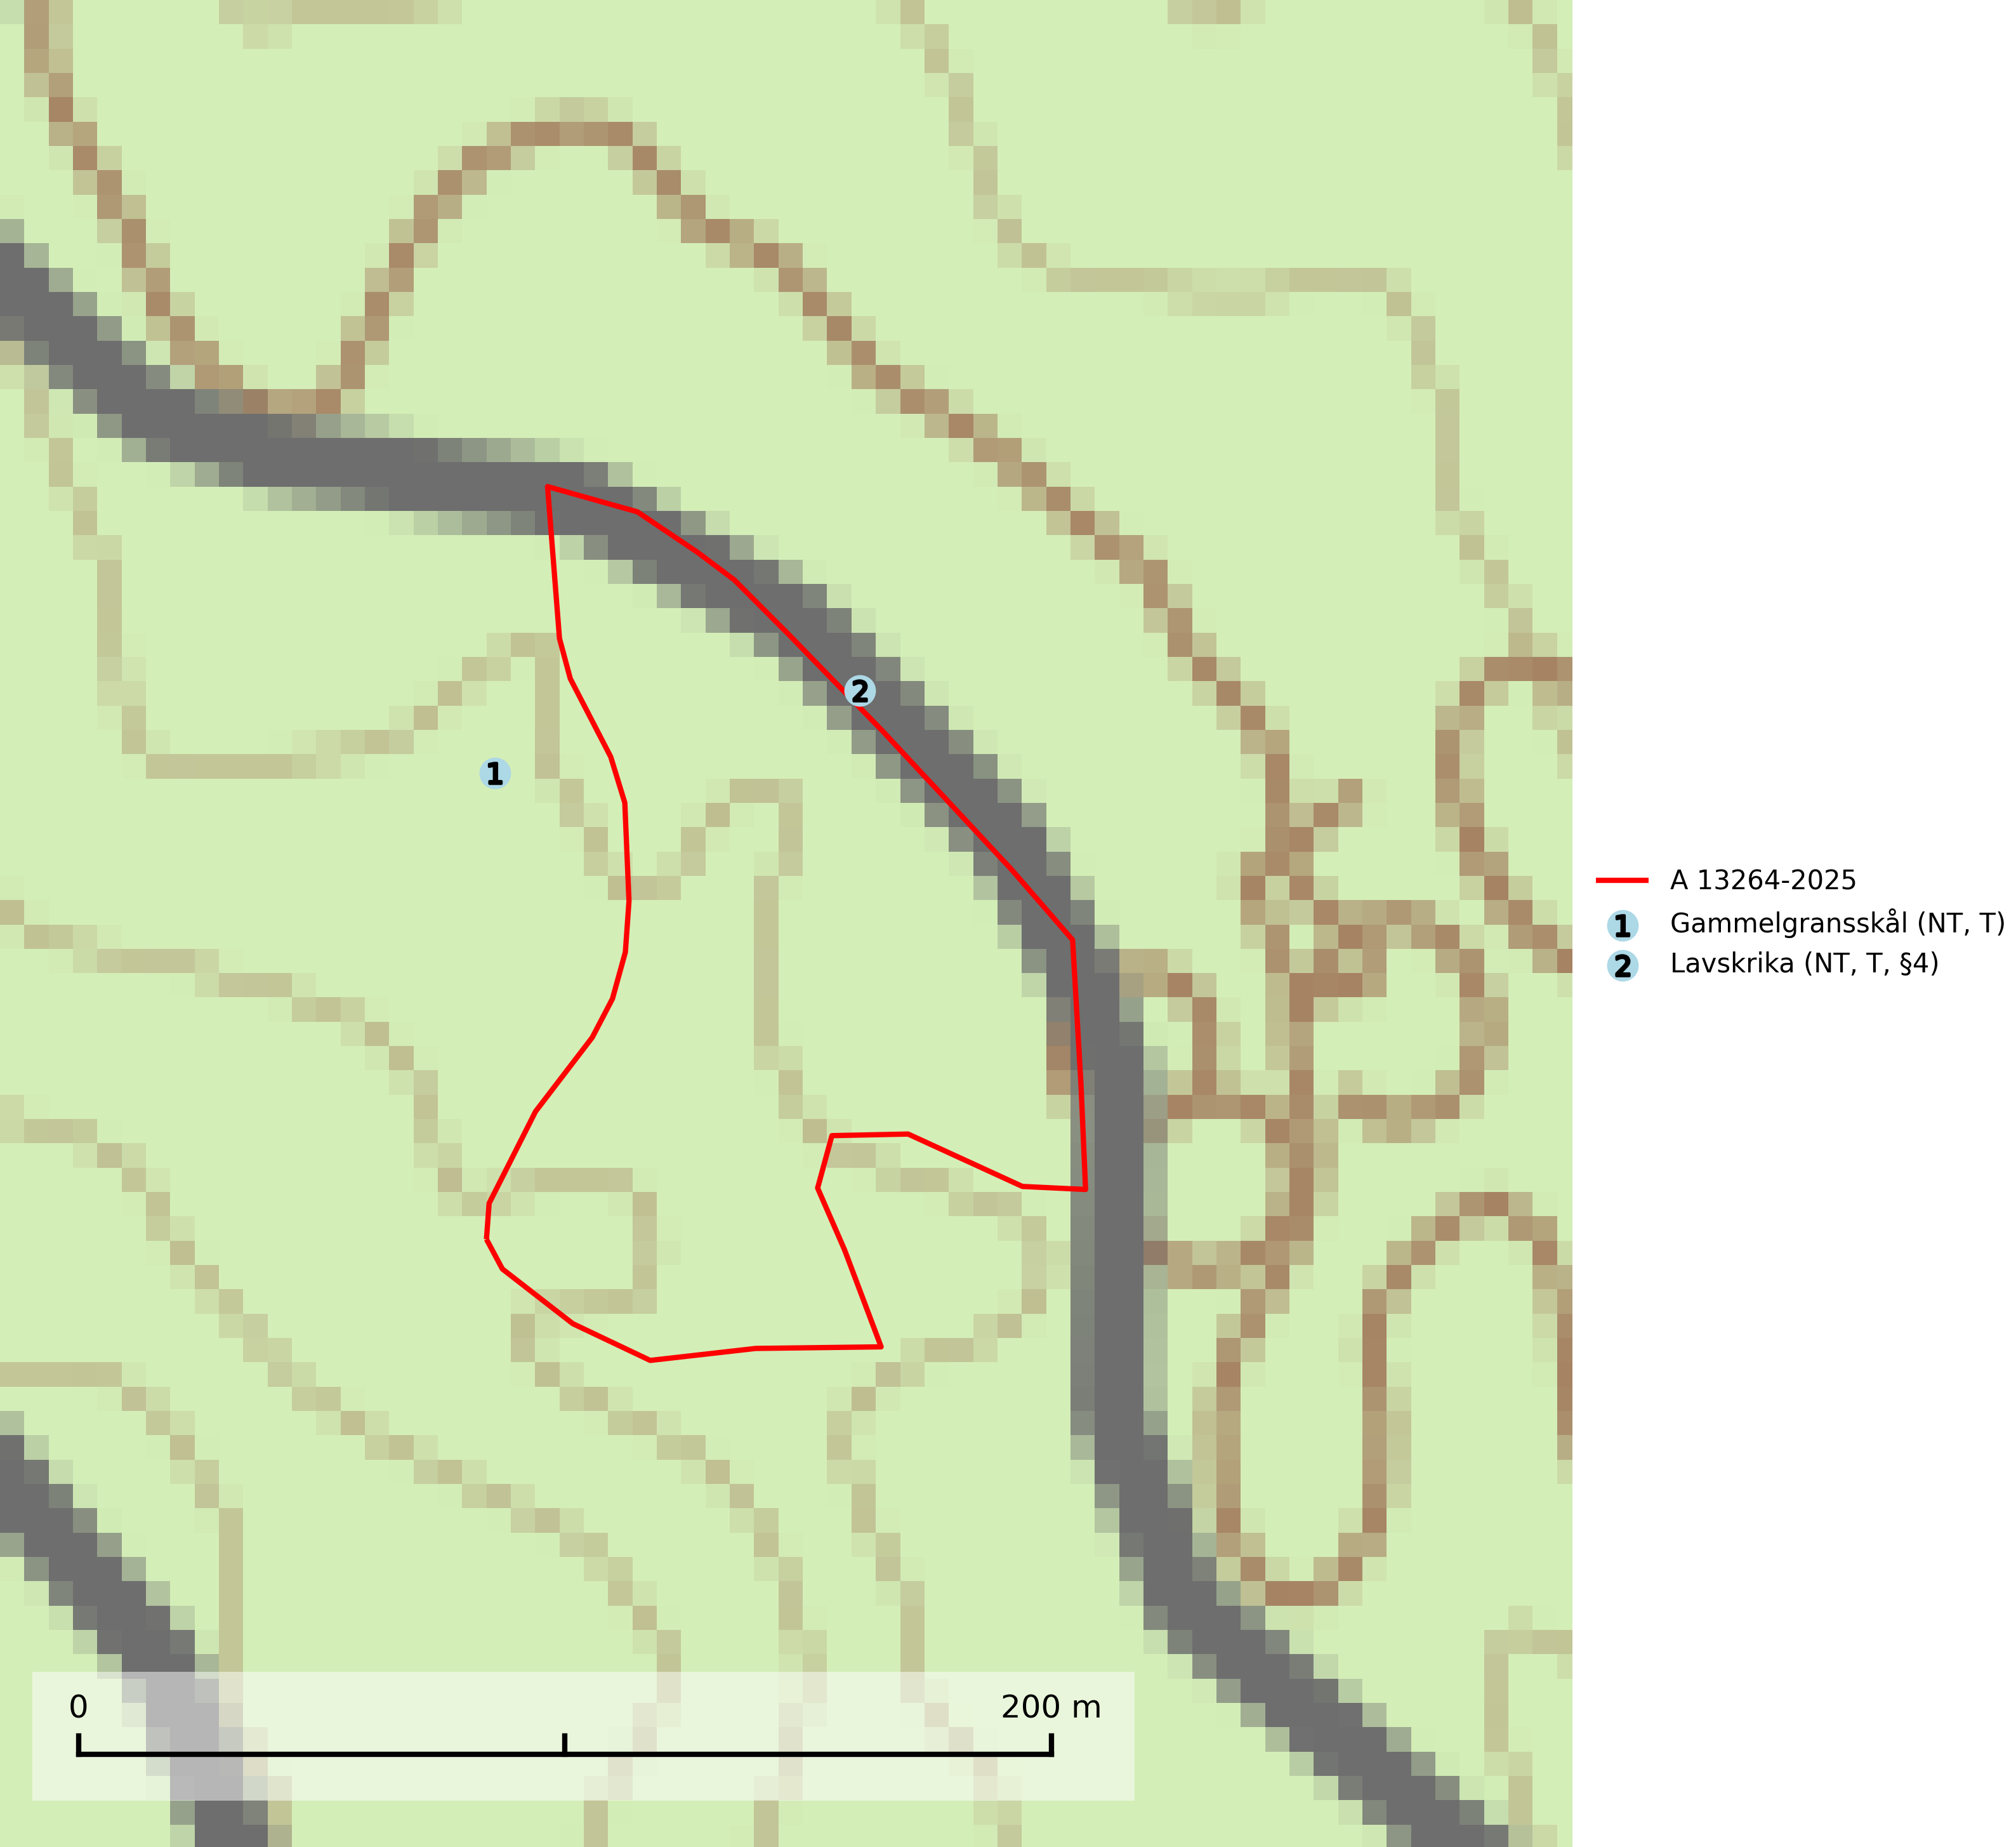 2
1
A 13264-2025
1 Gammelgransskål (NT, T)
2 Lavskrika (NT, T, §4)
0 200 m